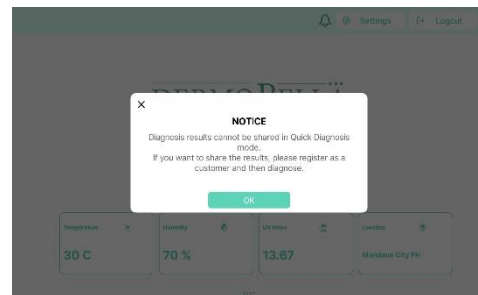 Settings
Logout
NOTICE
Diagnosis results cannot be shared in Quick Diagnosis
mode.
If you want to share the results, please register as a
customer and then diagnose.
OK
Temperature
Humidity
UV Index
Location
30 C
70 %
13.67
Mandaue City PH